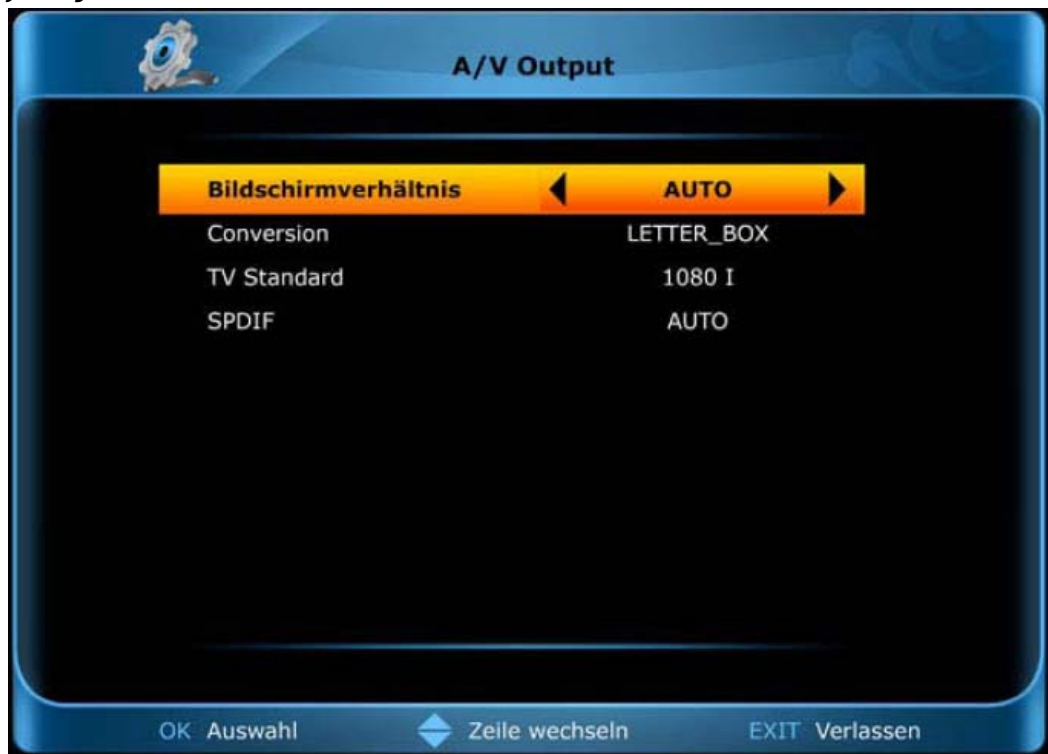 A/V Output
Bildschirmverhältnis AUTO
Conversion LETTER_BOX
TV Standard 1080 I
SPDIF AUTO
OK Auswahl Zeile wechseln EXIT Verlassen